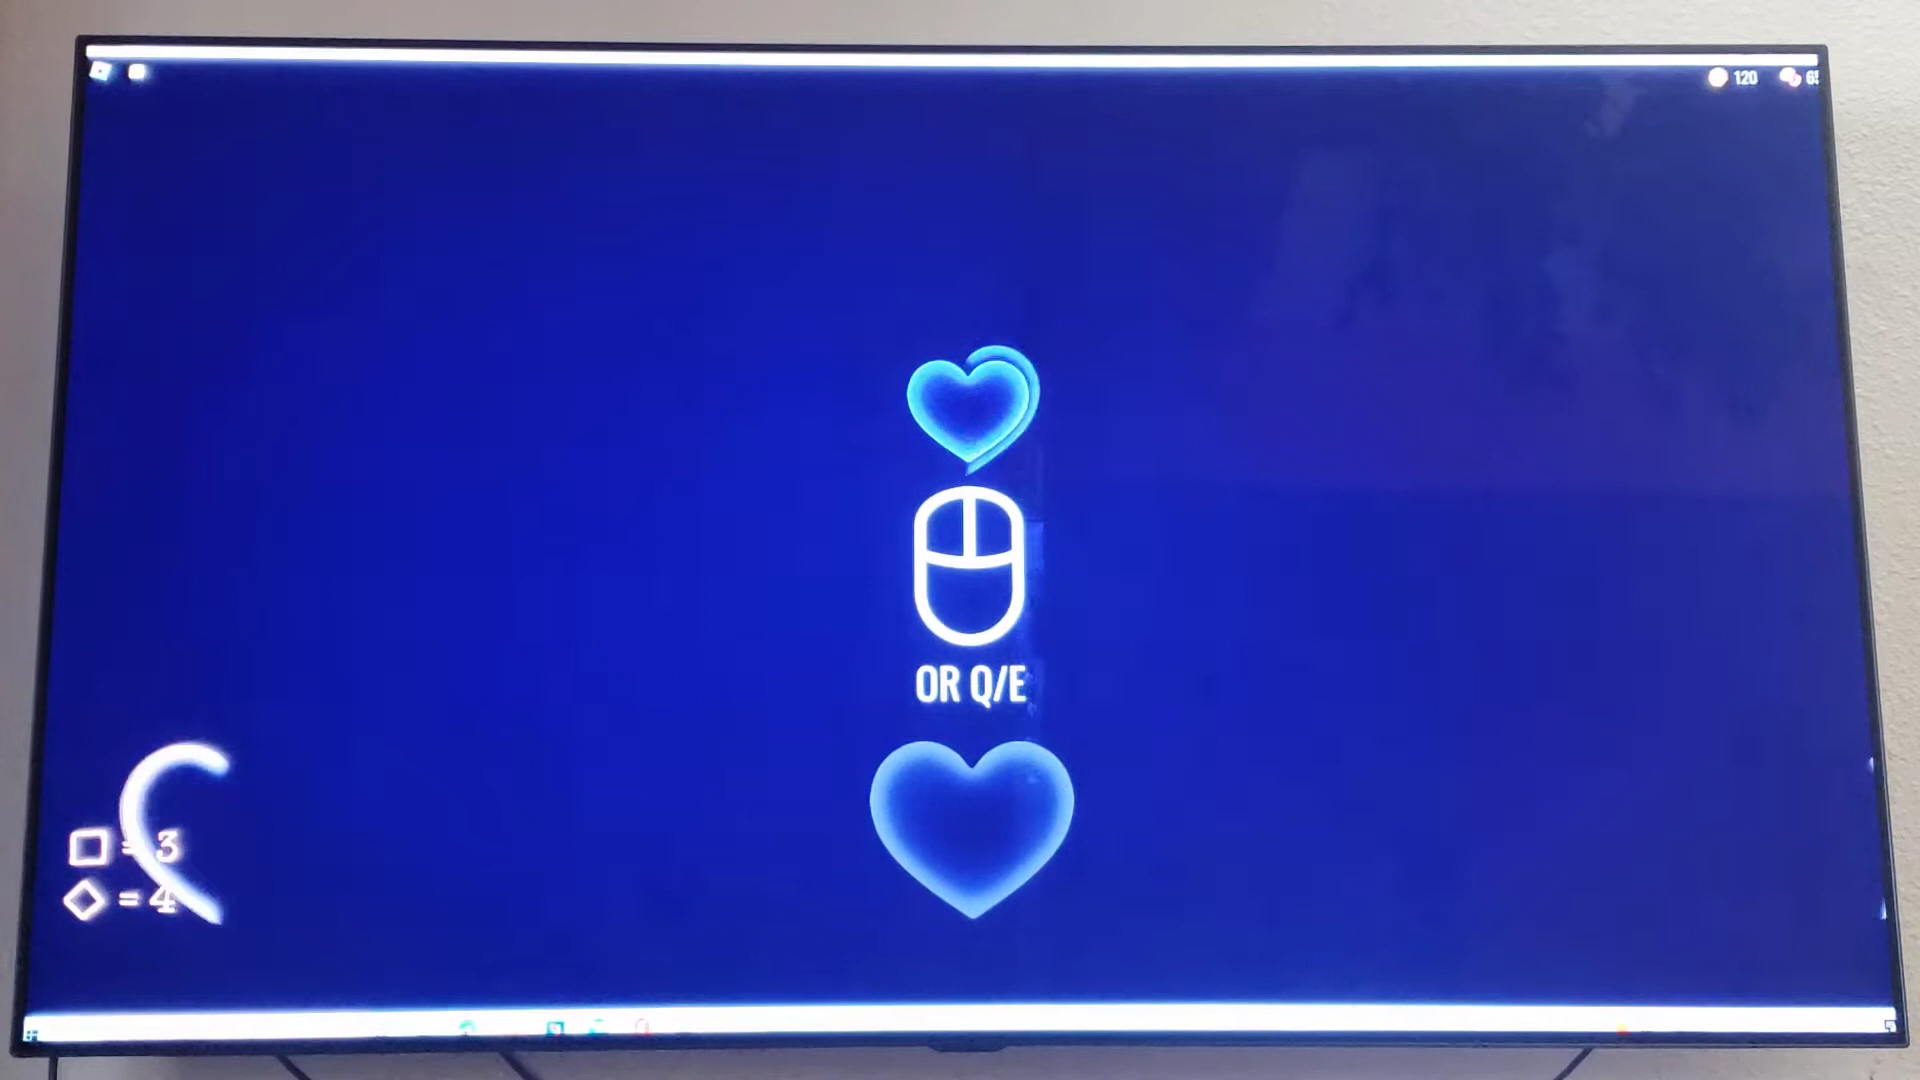 120
OR Q/E
= 3
= 4